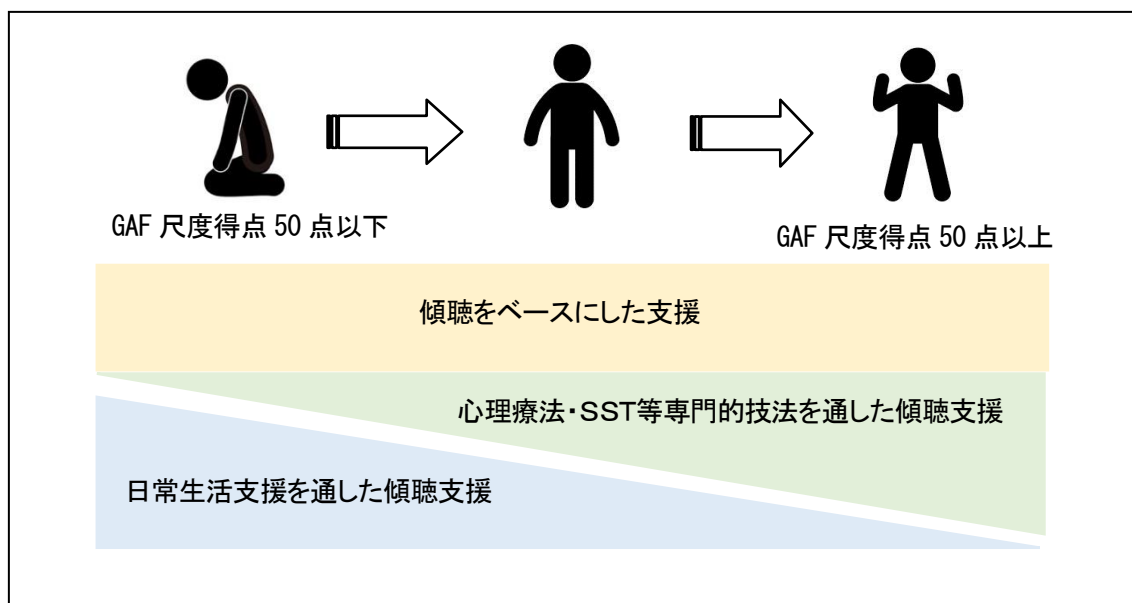 GAF 尺度得点 50 点以下
GAF 尺度得点 50 点以上
傾聴をベースにした支援
心理療法・SST等専門的技法を通した傾聴支援
日常生活支援を通した傾聴支援